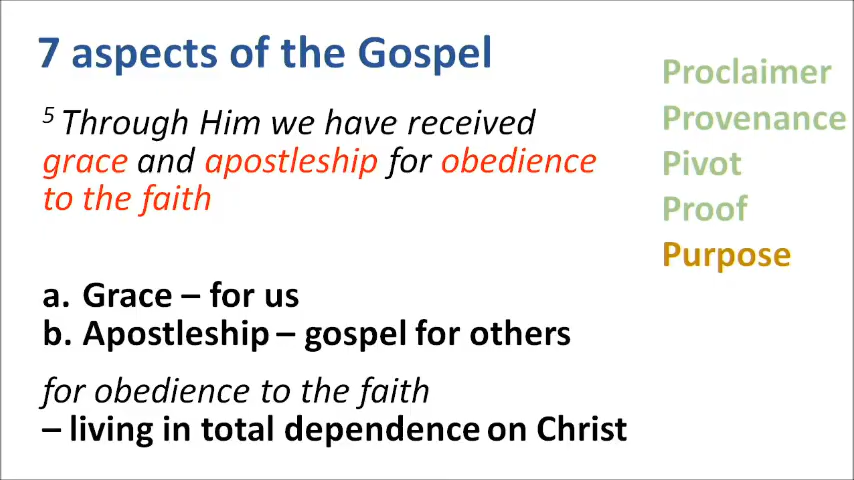 7 aspects of the Gospel
5 Through Him we have received
grace and apostleship for obedience
to the faith
a. Grace – for us
b. Apostleship – gospel for others
for obedience to the faith
– living in total dependence on Christ
Proclaimer
Provenance
Pivot
Proof
Purpose